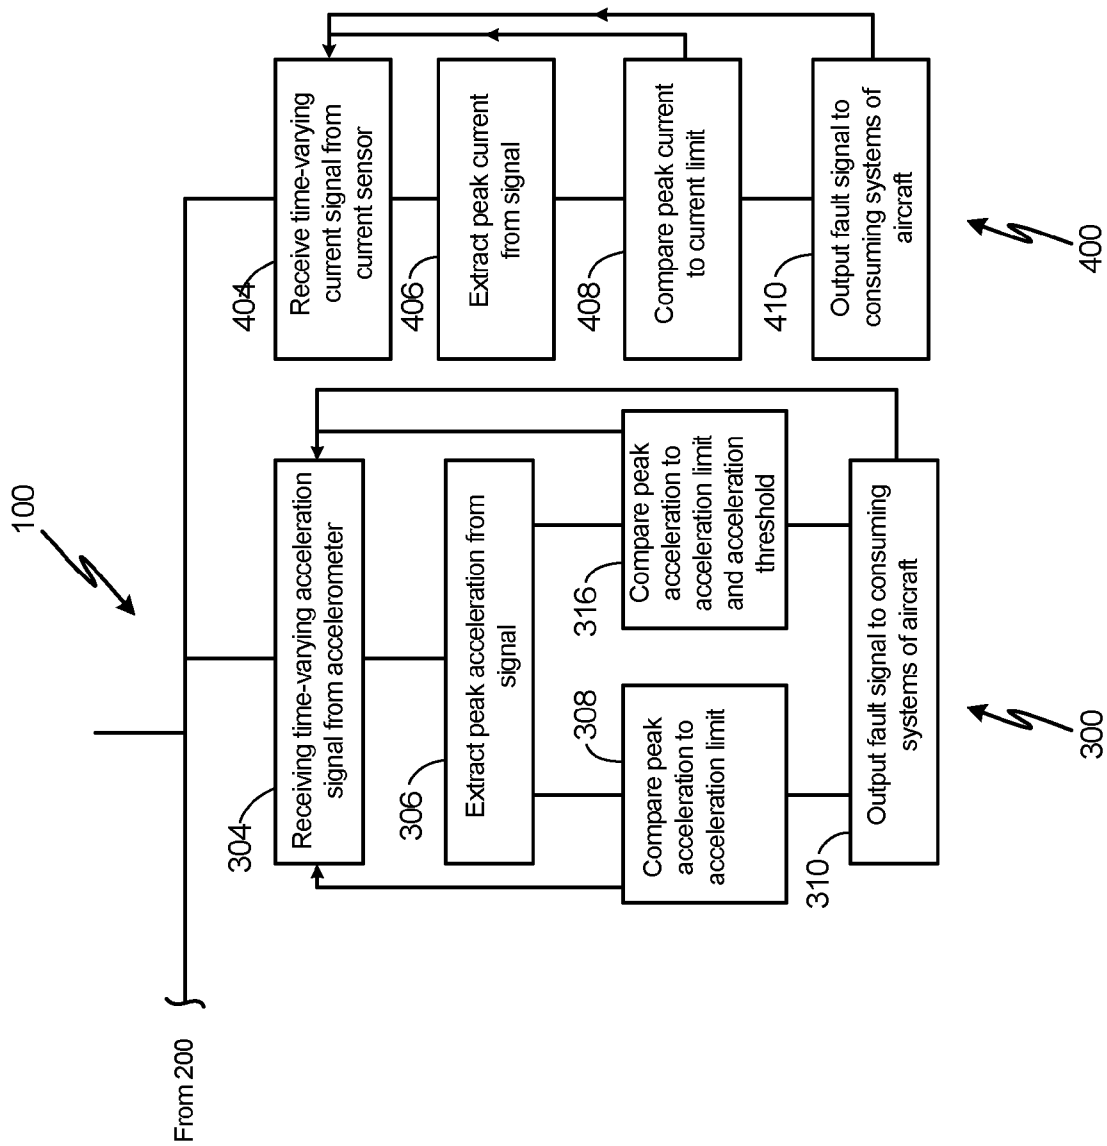 100
From 200
304
Receiving time-varying acceleration
signal from accelerometer
306
Extract peak acceleration from
signal
308
Compare peak
acceleration to
acceleration limit
316
Compare peak
acceleration to
acceleration limit
and acceleration
threshold
310
Output fault signal to consuming
systems of aircraft
300
404
Receive time-varying
current signal from
current sensor
406
Extract peak current
from signal
408
Compare peak current
to current limit
410
Output fault signal to
consuming systems of
aircraft
400